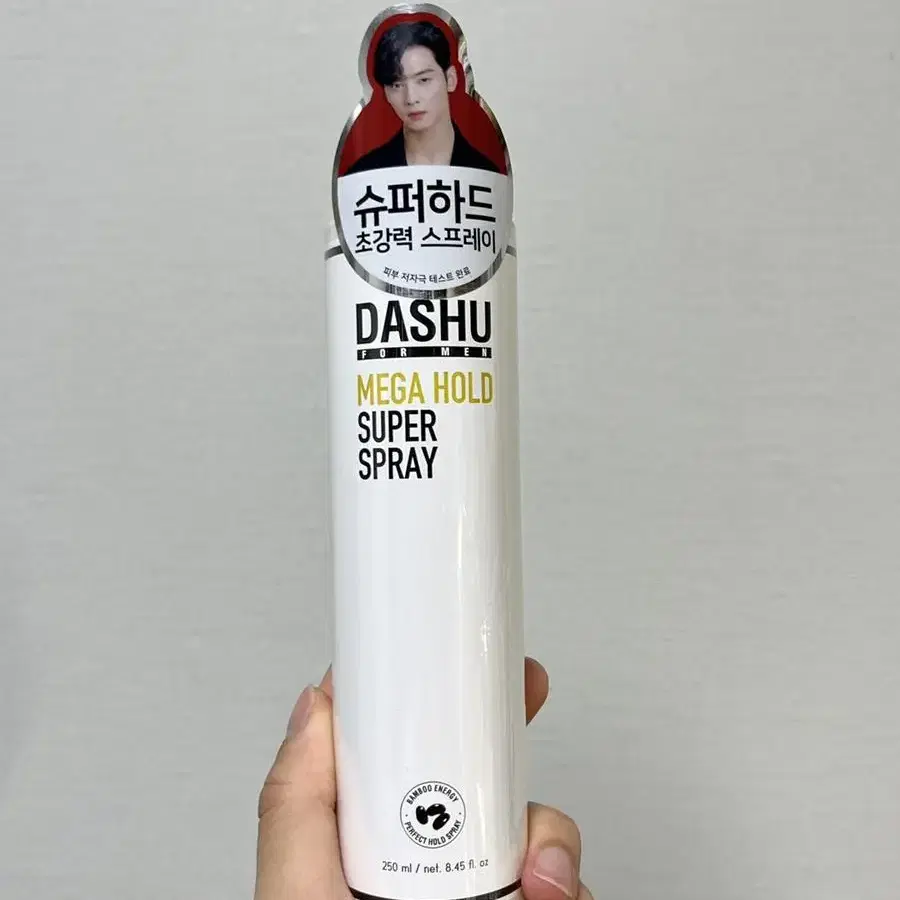 슈퍼하드
초강력 스프레이
피부 저자극 테스트 완료
DASHU
FOR MEN
MEGA HOLD
SUPER
SPRAY
BAMBOO ENERGY
· PERFECT HOLD SPRAY ·
250 ml / net. 8.45 fl. oz